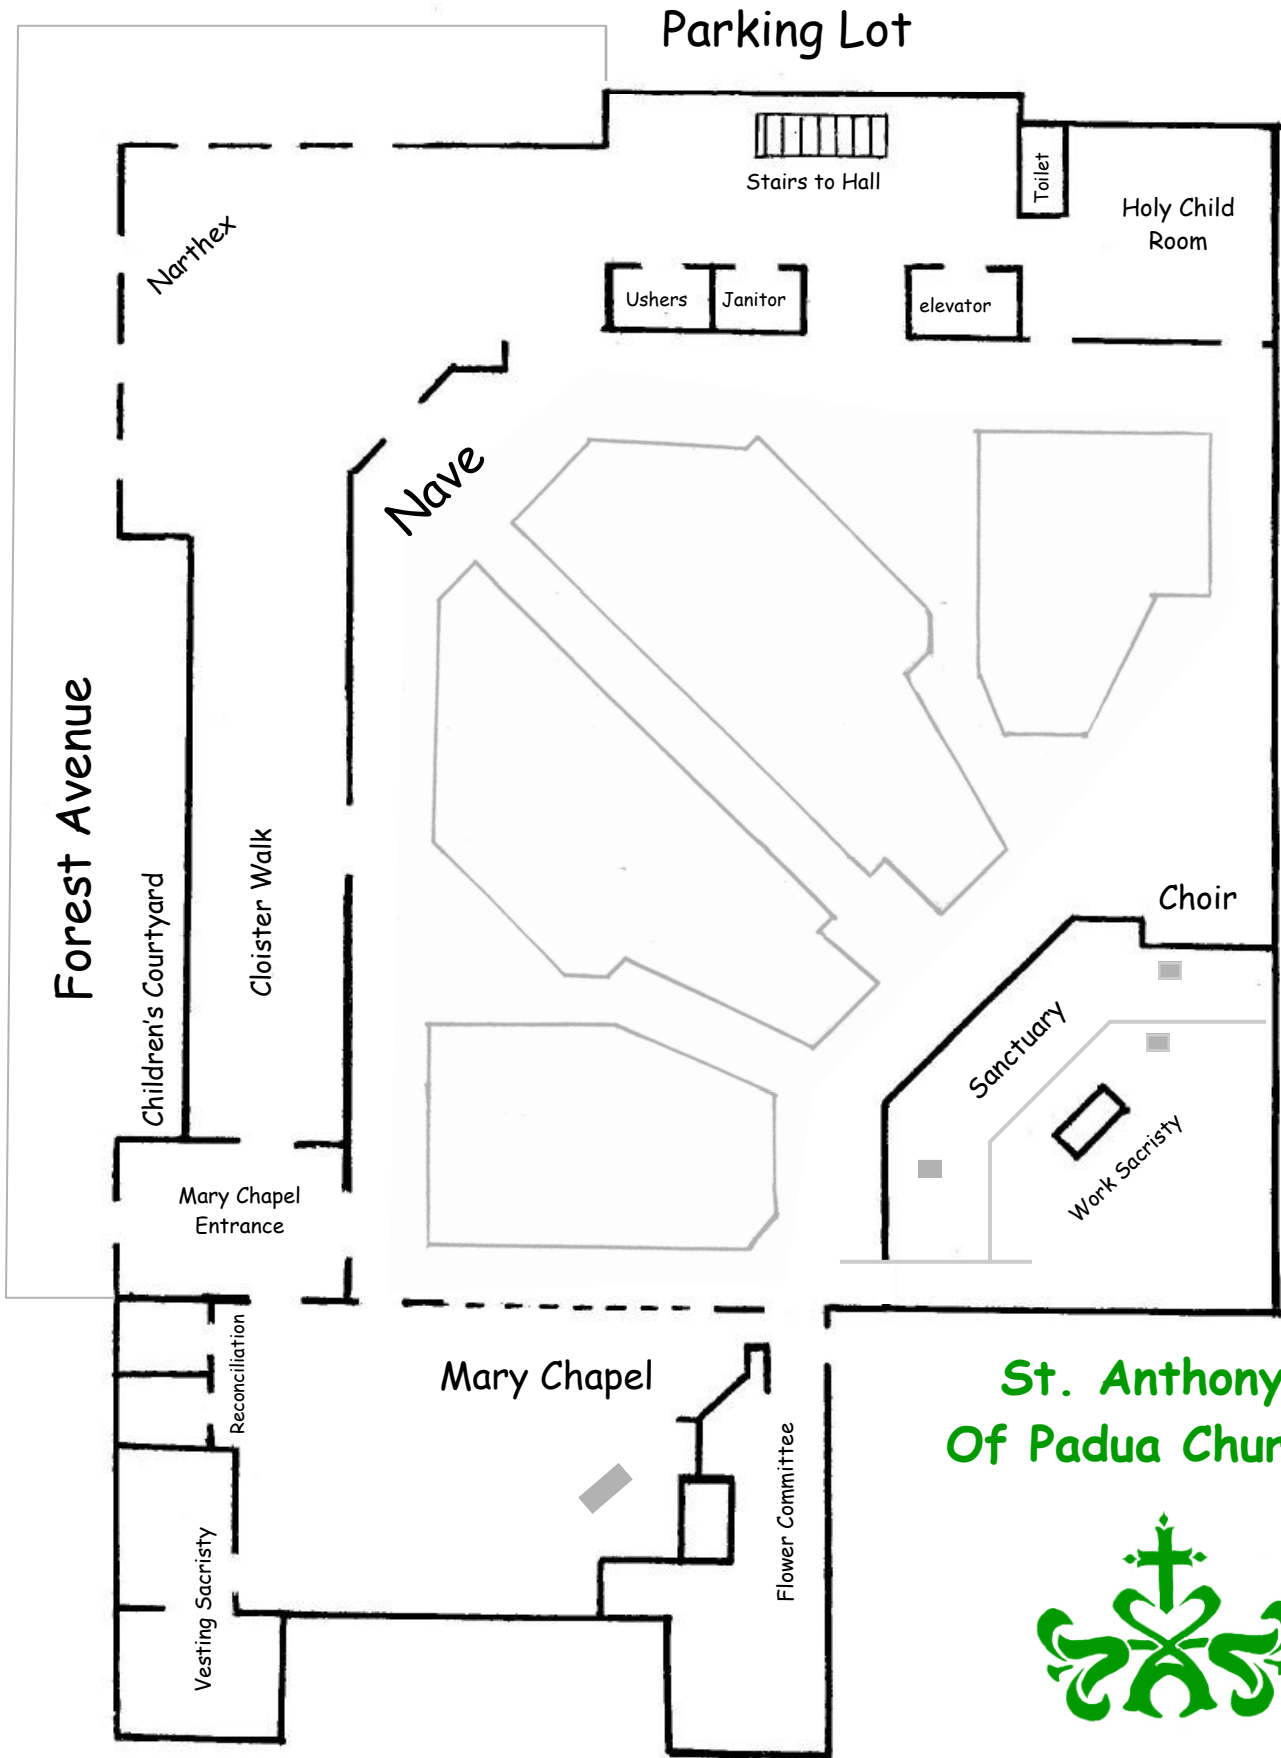 Parking Lot
Stairs to Hall
Toilet
Holy Child
Room
Narthex
Ushers
Janitor
elevator
Nave
Forest Avenue
Children's Courtyard
Cloister Walk
Choir
Sanctuary
Work Sacristy
Mary Chapel
Entrance
Reconciliation
Mary Chapel
Flower Committee
Vesting Sacristy
St. Anthony
Of Padua Chur